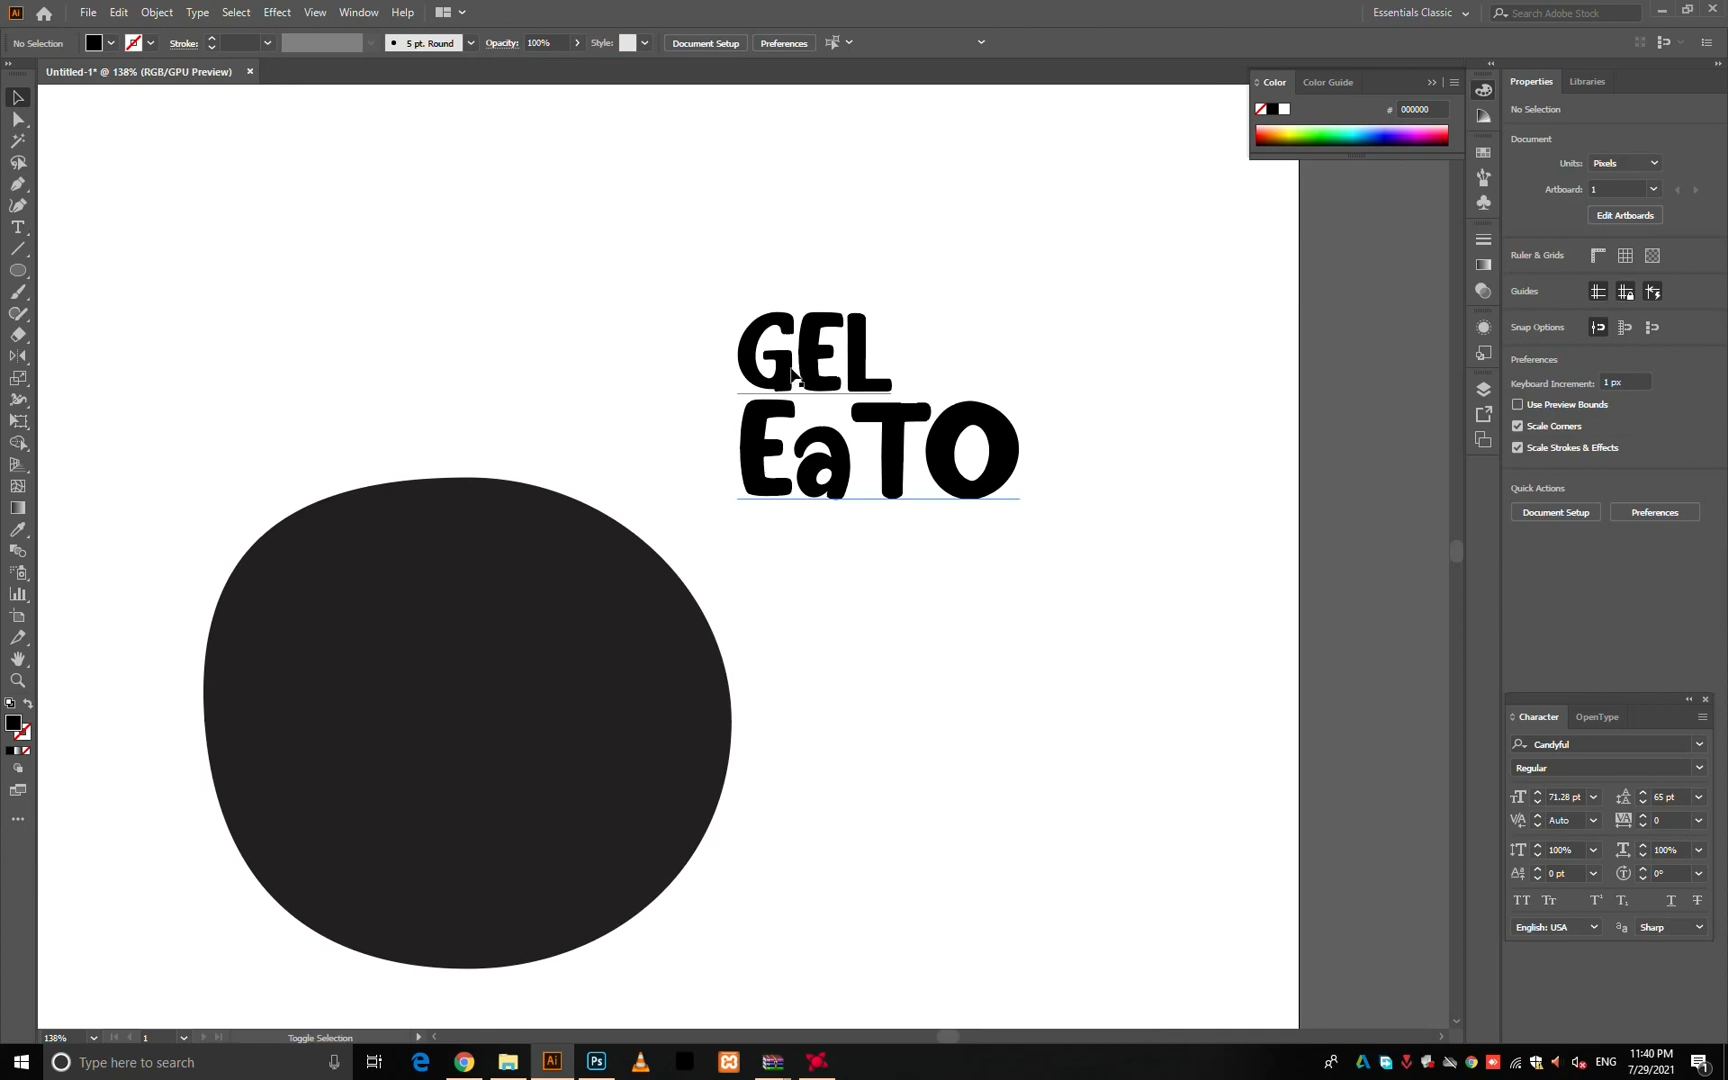 Ai File Edit Object Type Select Effect View Window Help Essentials Classic Search Adobe Stock
No Selection Stroke: 5 pt. Round Opacity: 100% Style: Document Setup Preferences
Untitled-1* @ 138% (RGB/GPU Preview)
Color Color Guide
# 000000
Properties Libraries
No Selection
Document
Units: Pixels
Artboard: 1
Edit Artboards
Ruler & Grids
Guides
Snap Options
Preferences
Keyboard Increment: 1 px
Use Preview Bounds
Scale Corners
Scale Strokes & Effects
Quick Actions
Document Setup Preferences
GEL
EaTO
Character OpenType
Candyful
Regular
71.28 pt 65 pt
Auto 0
100% 100%
0 pt 0°
English: USA Sharp
138% 1 Toggle Selection
Type here to search
Ai Ps
ENG 11:40 PM
7/29/2021